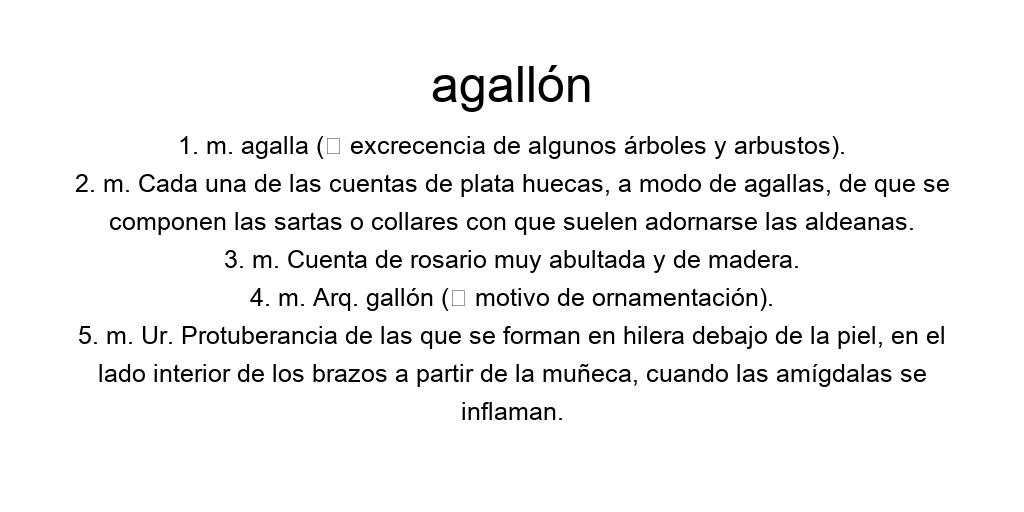 agallón
1. m. agalla (□ excrecencia de algunos árboles y arbustos).
2. m. Cada una de las cuentas de plata huecas, a modo de agallas, de que se
componen las sartas o collares con que suelen adornarse las aldeanas.
3. m. Cuenta de rosario muy abultada y de madera.
4. m. Arq. gallón (□ motivo de ornamentación).
5. m. Ur. Protuberancia de las que se forman en hilera debajo de la piel, en el
lado interior de los brazos a partir de la muñeca, cuando las amígdalas se
inflaman.